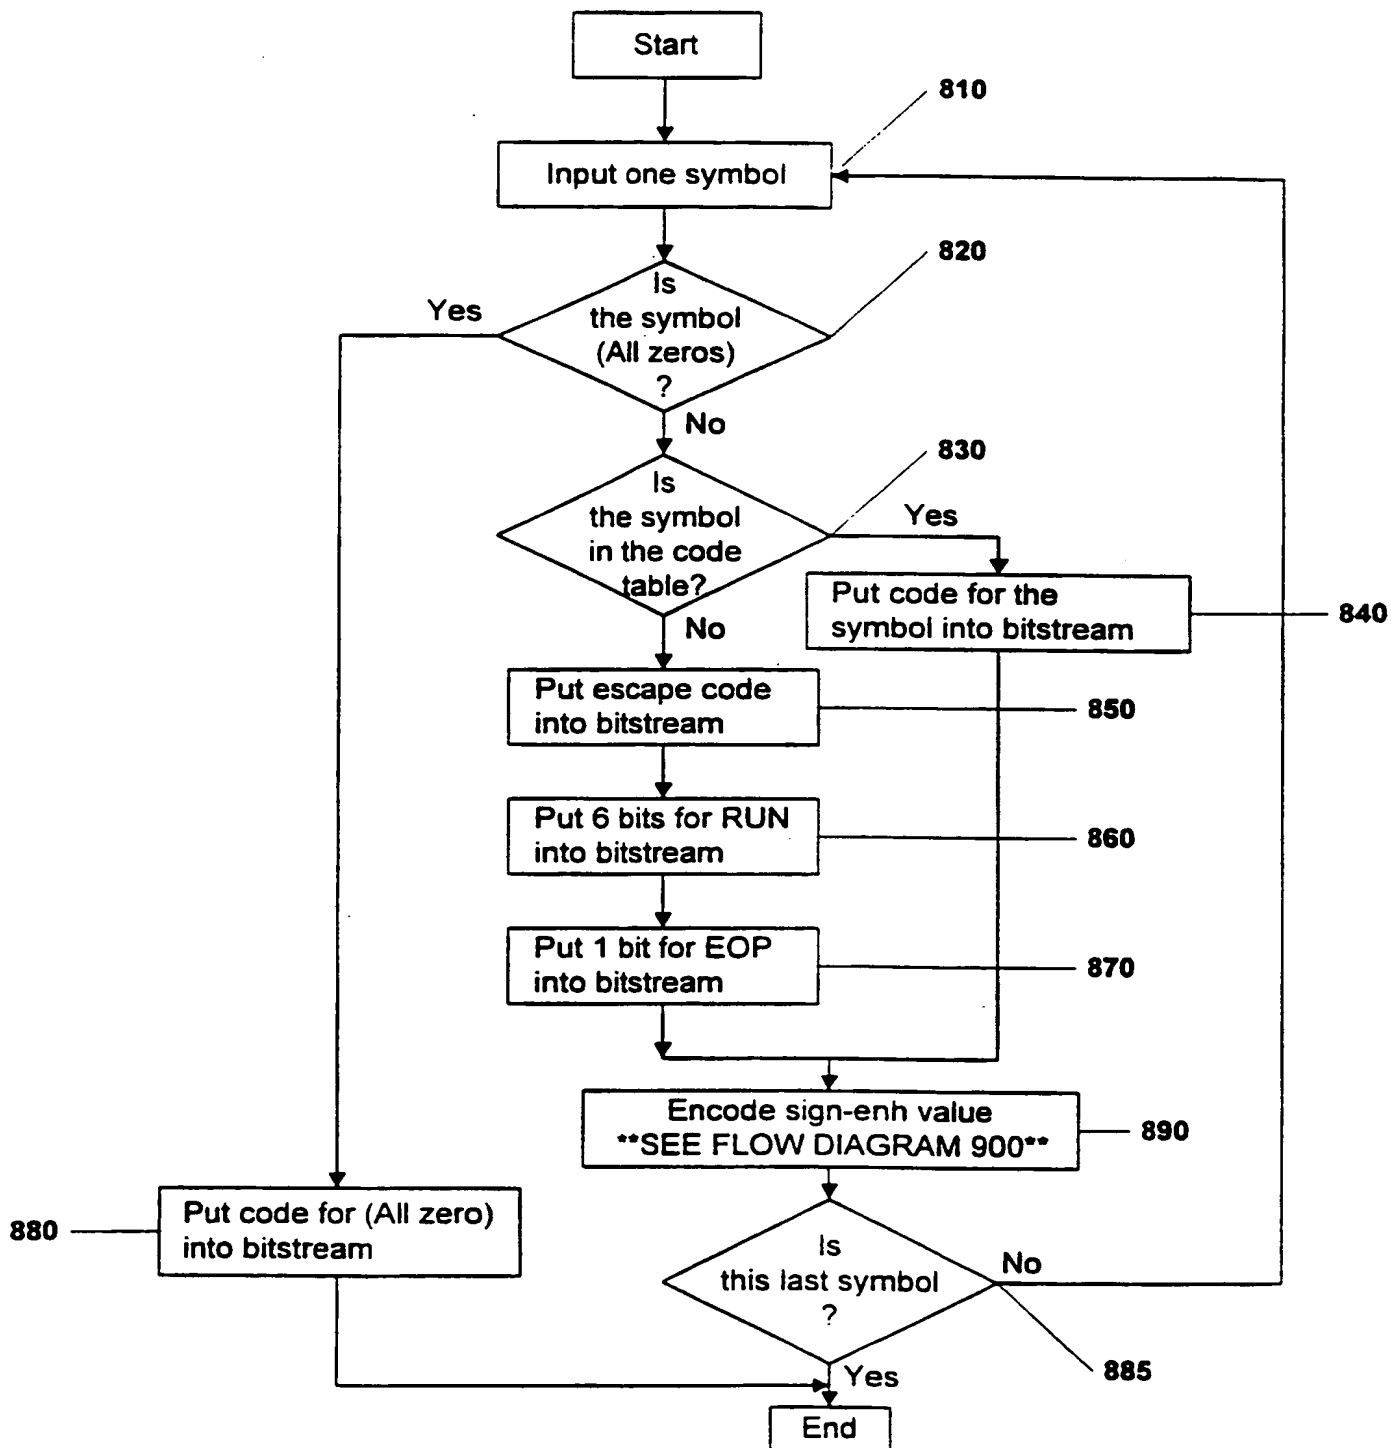 Start
810
Input one symbol
820
Yes
Is
the symbol
(All zeros)
?
No
830
Is
the symbol
in the code
table?
Yes
Put code for the
symbol into bitstream
840
No
Put escape code
into bitstream
850
Put 6 bits for RUN
into bitstream
860
Put 1 bit for EOP
into bitstream
870
Encode sign-enh value
**SEE FLOW DIAGRAM 900**
890
880
Put code for (All zero)
into bitstream
Is
this last symbol
?
No
885
Yes
End